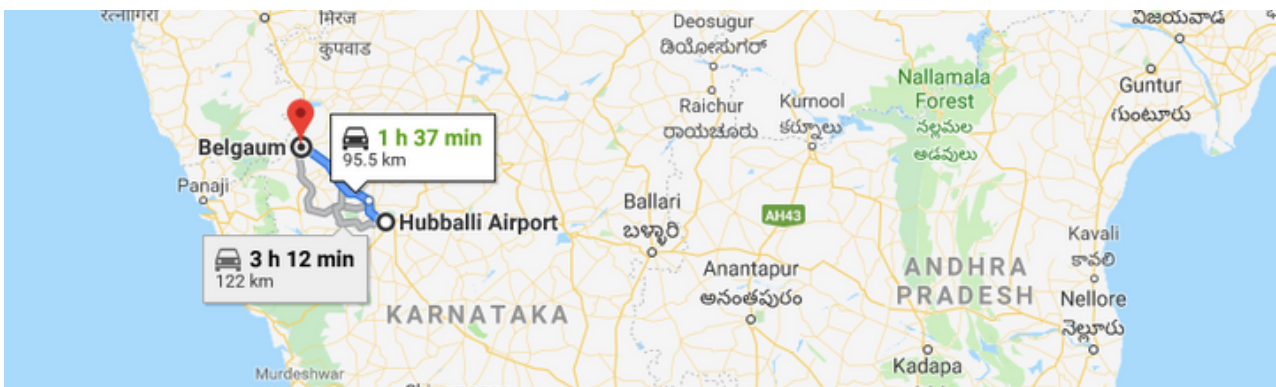 रत्नागिरी
मिरज
कुपवाड
Deosugur
ಡಿಯೋಸುಗರ್
Raichur
ರಾಯಚೂರು
Kurnool
కర్నూలు
Nallamala
Forest
నల్లమల
అడవులు
విజయవాడ
Guntur
గుంటూరు
Belgaum
1 h 37 min
95.5 km
Panaji
Hubballi Airport
3 h 12 min
122 km
Ballari
ಬಳ್ಳಾರಿ
AH43
Anantapur
అనంతపురం
KARNATAKA
ANDHRA
PRADESH
Kavali
కావలి
Nellore
నెల్లూరు
Kadapa
Murdeshwar